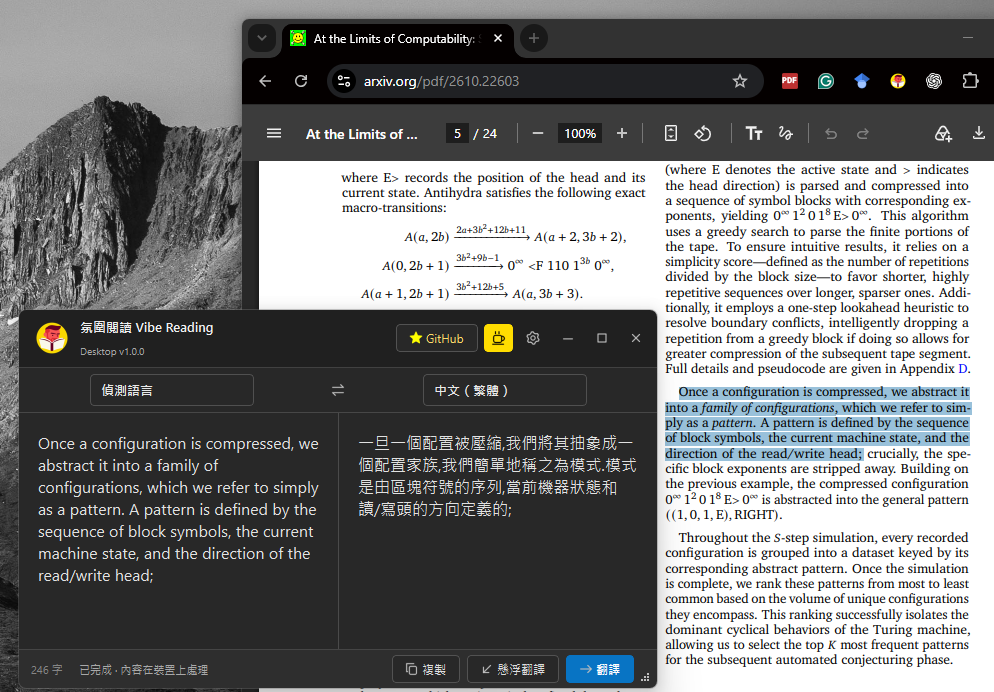 At the Limits of Computability:
arxiv.org/pdf/2610.22603
PDF
At the Limits of ...
5 / 24
100%
where E> records the position of the head and its
current state. Antihydra satisfies the following exact
macro-transitions:
A(a, 2b) —2a+3b²+12b+11→ A(a + 2, 3b + 2),
A(0, 2b + 1) —3b²+9b−1→ 0^∞ <F 110 1^{3b} 0^∞,
A(a + 1, 2b + 1) —3b²+12b+5→ A(a, 3b + 3).
(where E denotes the active state and > indicates
the head direction) is parsed and compressed into
a sequence of symbol blocks with corresponding ex-
ponents, yielding 0^∞ 1² 0 1⁸ E> 0^∞. This algorithm
uses a greedy search to parse the finite portions of
the tape. To ensure intuitive results, it relies on a
simplicity score—defined as the number of repetitions
divided by the block size—to favor shorter, highly
repetitive sequences over longer, sparser ones. Addi-
tionally, it employs a one-step lookahead heuristic to
resolve boundary conflicts, intelligently dropping a
repetition from a greedy block if doing so allows for
greater compression of the subsequent tape segment.
Full details and pseudocode are given in Appendix D.
Once a configuration is compressed, we abstract it
into a family of configurations, which we refer to sim-
ply as a pattern. A pattern is defined by the sequence
of block symbols, the current machine state, and the
direction of the read/write head; crucially, the spe-
cific block exponents are stripped away. Building on
the previous example, the compressed configuration
0^∞ 1² 0 1⁸ E> 0^∞ is abstracted into the general pattern
((1, 0, 1, E), RIGHT).
Throughout the S-step simulation, every recorded
configuration is grouped into a dataset keyed by its
corresponding abstract pattern. Once the simulation
is complete, we rank these patterns from most to least
common based on the volume of unique configurations
they encompass. This ranking successfully isolates the
dominant cyclical behaviors of the Turing machine,
allowing us to select the top K most frequent patterns
for the subsequent automated conjecturing phase.
氛圍閱讀 Vibe Reading
Desktop v1.0.0
GitHub
偵測語言
中文（繁體）
Once a configuration is compressed, we
abstract it into a family of
configurations, which we refer to simply
as a pattern. A pattern is defined by the
sequence of block symbols, the current
machine state, and the direction of the
read/write head;
一旦一個配置被壓縮,我們將其抽象成一
個配置家族,我們簡單地稱之為模式.模式
是由區塊符號的序列,當前機器狀態和
讀/寫頭的方向定義的;
246 字
已完成 · 內容在裝置上處理
複製
懸浮翻譯
翻譯